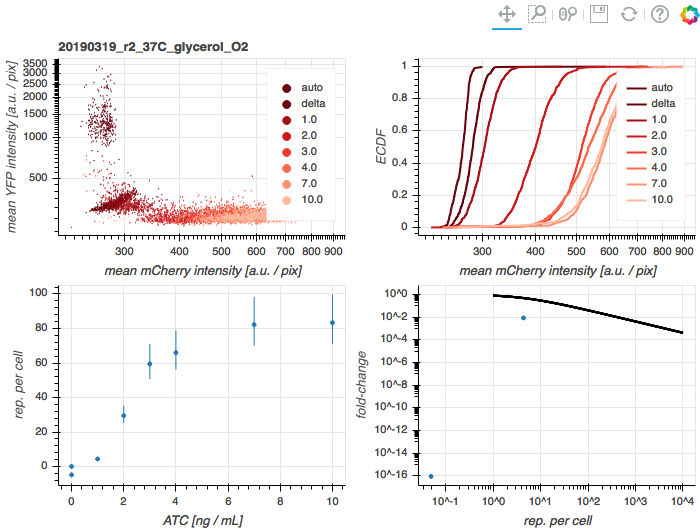 20190319_r2_37C_glycerol_O2
mean YFP intensity [a.u. / pix]
3500
3000
2500
2000
1500
1000
500
300 400 500 600 700 800 900
mean mCherry intensity [a.u. / pix]
auto
delta
1.0
2.0
3.0
4.0
7.0
10.0
ECDF
1
0.8
0.6
0.4
0.2
0
300 400 500 600 700 800 900
mean mCherry intensity [a.u. / pix]
auto
delta
1.0
2.0
3.0
4.0
7.0
10.0
rep. per cell
100
80
60
40
20
0
0 2 4 6 8 10
ATC [ng / mL]
fold-change
10^0
10^-2
10^-4
10^-6
10^-8
10^-10
10^-12
10^-14
10^-16
10^-1 10^0 10^1 10^2 10^3 10^4
rep. per cell